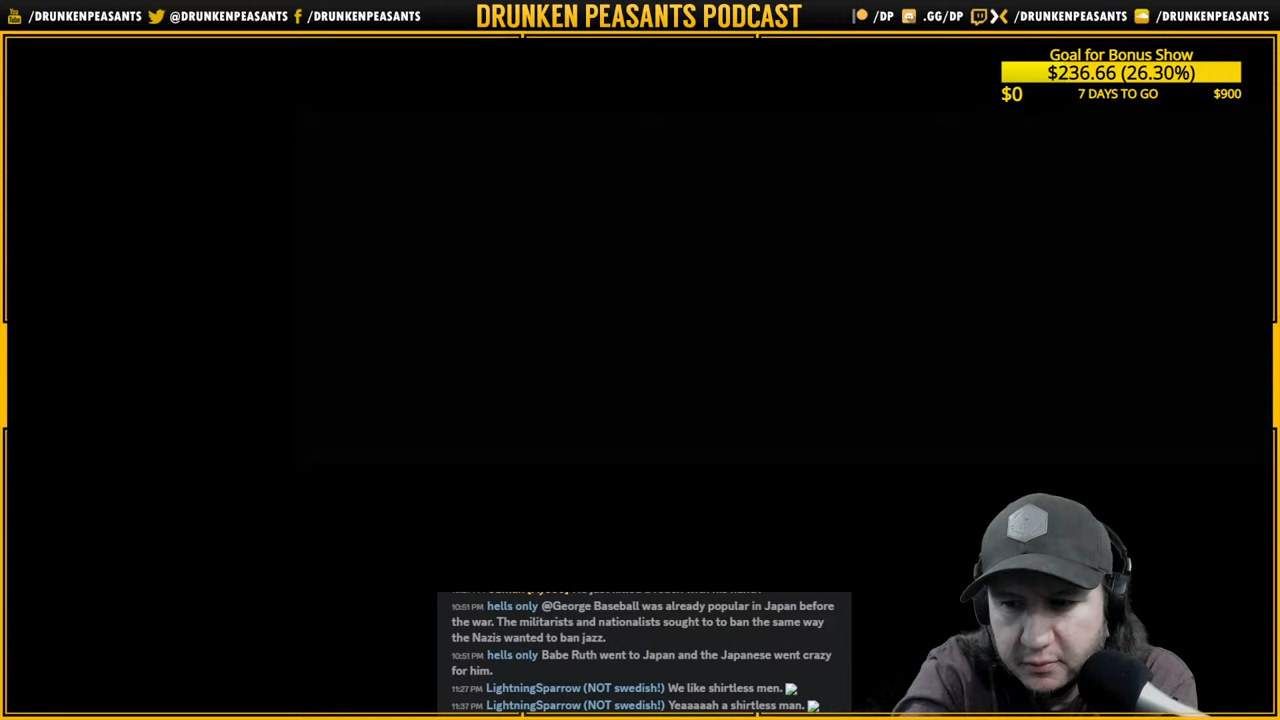 /DRUNKENPEASANTS @DRUNKENPEASANTS /DRUNKENPEASANTS DRUNKEN PEASANTS PODCAST /DP .GG/DP /DRUNKENPEASANTS /DRUNKENPEASANTS
Goal for Bonus Show
$236.66 (26.30%)
$0 7 DAYS TO GO $900
10:51 PM hells only @George Baseball was already popular in Japan before
the war. The militarists and nationalists sought to to ban the same way
the Nazis wanted to ban jazz.
10:51 PM hells only Babe Ruth went to Japan and the Japanese went crazy
for him.
11:27 PM LightningSparrow (NOT swedish!) We like shirtless men.
11:37 PM LightningSparrow (NOT swedish!) Yeaaaaah a shirtless man.